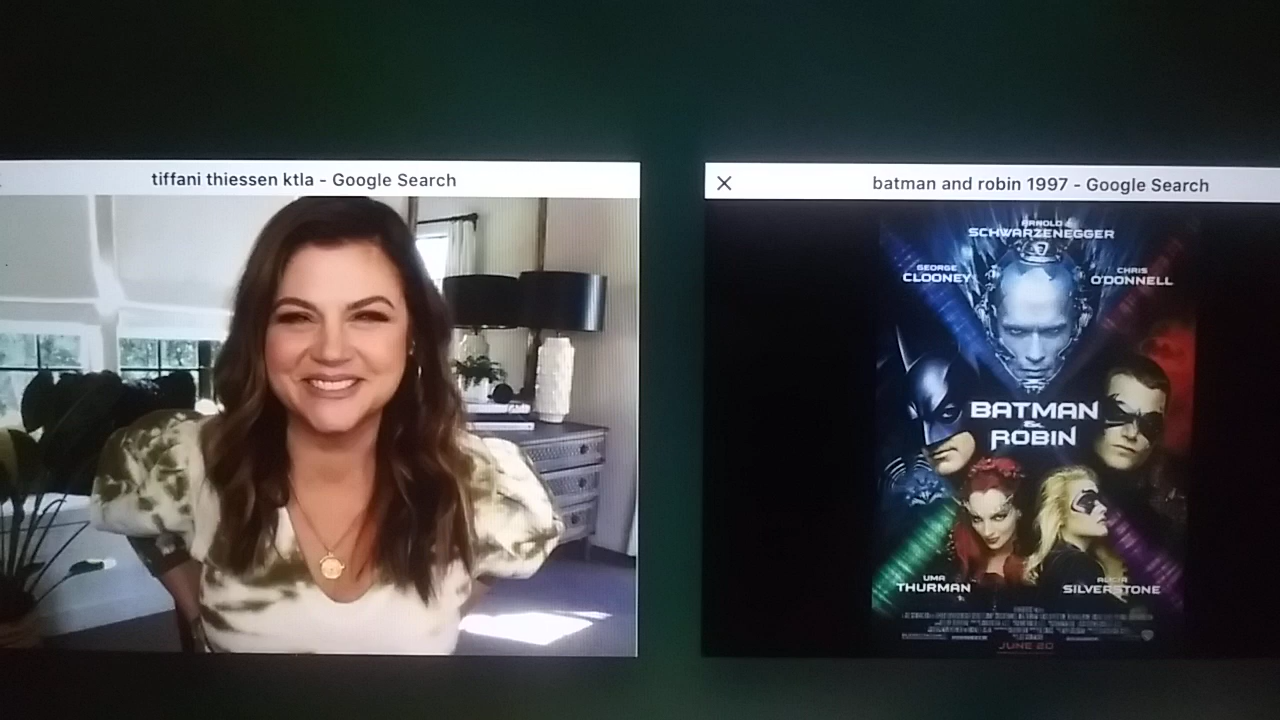 tiffani thiessen ktla - Google Search
batman and robin 1997 - Google Search
ARNOLD
SCHWARZENEGGER
GEORGE
CLOONEY
CHRIS
O'DONNELL
BATMAN
&
ROBIN
UMA
THURMAN
ALICIA
SILVERSTONE
JUNE 20